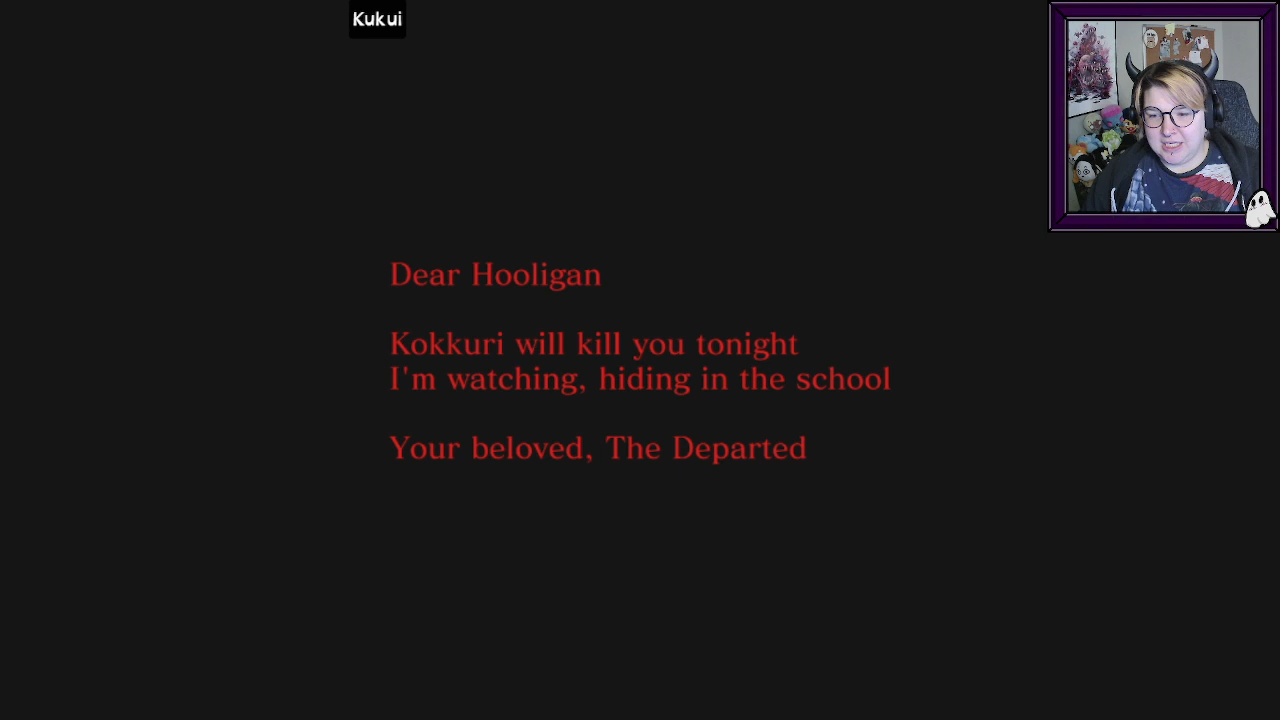 Kukui
Dear Hooligan
Kokkuri will kill you tonight
I'm watching, hiding in the school
Your beloved, The Departed